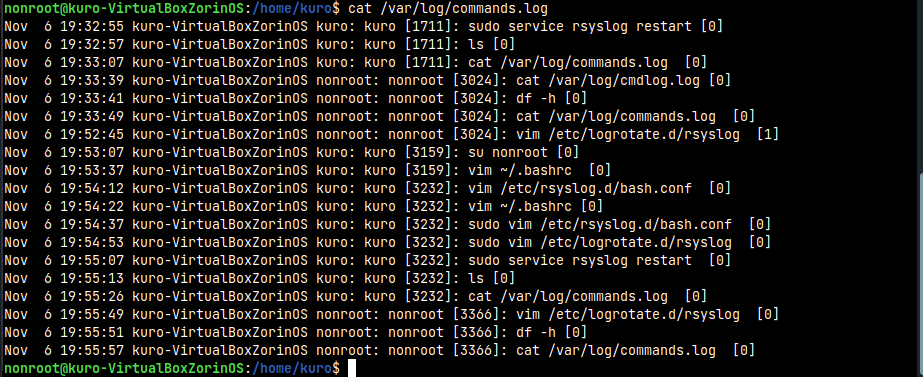 nonroot@kuro-VirtualBoxZorinOS:/home/kuro$ cat /var/log/commands.log
Nov  6 19:32:55 kuro-VirtualBoxZorinOS kuro: kuro [1711]: sudo service rsyslog restart [0]
Nov  6 19:32:57 kuro-VirtualBoxZorinOS kuro: kuro [1711]: ls [0]
Nov  6 19:33:07 kuro-VirtualBoxZorinOS kuro: kuro [1711]: cat /var/log/commands.log  [0]
Nov  6 19:33:39 kuro-VirtualBoxZorinOS nonroot: nonroot [3024]: cat /var/log/cmdlog.log [0]
Nov  6 19:33:41 kuro-VirtualBoxZorinOS nonroot: nonroot [3024]: df -h [0]
Nov  6 19:33:49 kuro-VirtualBoxZorinOS nonroot: nonroot [3024]: cat /var/log/commands.log  [0]
Nov  6 19:52:45 kuro-VirtualBoxZorinOS nonroot: nonroot [3024]: vim /etc/logrotate.d/rsyslog  [1]
Nov  6 19:53:07 kuro-VirtualBoxZorinOS kuro: kuro [3159]: su nonroot [0]
Nov  6 19:53:37 kuro-VirtualBoxZorinOS kuro: kuro [3159]: vim ~/.bashrc  [0]
Nov  6 19:54:12 kuro-VirtualBoxZorinOS kuro: kuro [3232]: vim /etc/rsyslog.d/bash.conf  [0]
Nov  6 19:54:22 kuro-VirtualBoxZorinOS kuro: kuro [3232]: vim ~/.bashrc [0]
Nov  6 19:54:37 kuro-VirtualBoxZorinOS kuro: kuro [3232]: sudo vim /etc/rsyslog.d/bash.conf  [0]
Nov  6 19:54:53 kuro-VirtualBoxZorinOS kuro: kuro [3232]: sudo vim /etc/logrotate.d/rsyslog  [0]
Nov  6 19:55:07 kuro-VirtualBoxZorinOS kuro: kuro [3232]: sudo service rsyslog restart  [0]
Nov  6 19:55:13 kuro-VirtualBoxZorinOS kuro: kuro [3232]: ls [0]
Nov  6 19:55:26 kuro-VirtualBoxZorinOS kuro: kuro [3232]: cat /var/log/commands.log  [0]
Nov  6 19:55:49 kuro-VirtualBoxZorinOS nonroot: nonroot [3366]: vim /etc/logrotate.d/rsyslog  [0]
Nov  6 19:55:51 kuro-VirtualBoxZorinOS nonroot: nonroot [3366]: df -h [0]
Nov  6 19:55:57 kuro-VirtualBoxZorinOS nonroot: nonroot [3366]: cat /var/log/commands.log  [0]
nonroot@kuro-VirtualBoxZorinOS:/home/kuro$